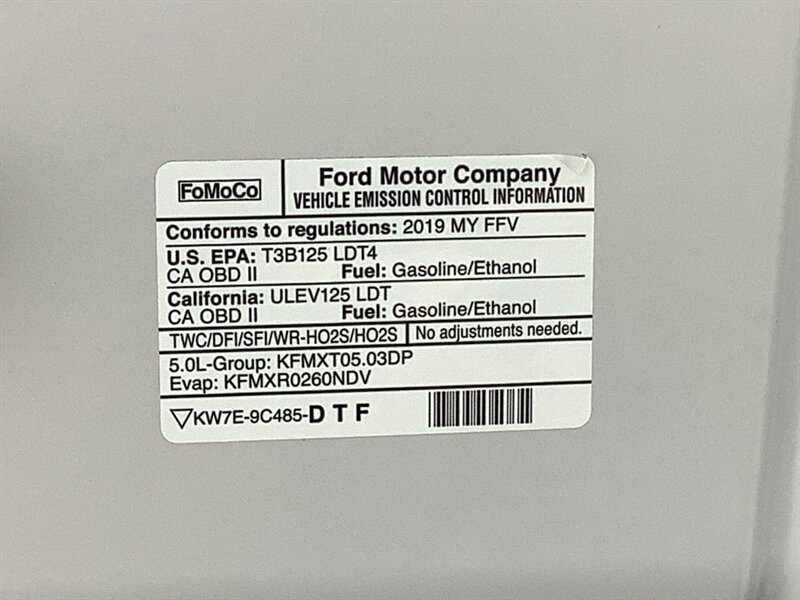 FoMoCo
Ford Motor Company
VEHICLE EMISSION CONTROL INFORMATION
Conforms to regulations: 2019 MY FFV
U.S. EPA: T3B125 LDT4
CA OBD II Fuel: Gasoline/Ethanol
California: ULEV125 LDT
CA OBD II Fuel: Gasoline/Ethanol
TWC/DFI/SFI/WR-HO2S/HO2S No adjustments needed.
5.0L-Group: KFMXT05.03DP
Evap: KFMXR0260NDV
KW7E-9C485-D T F